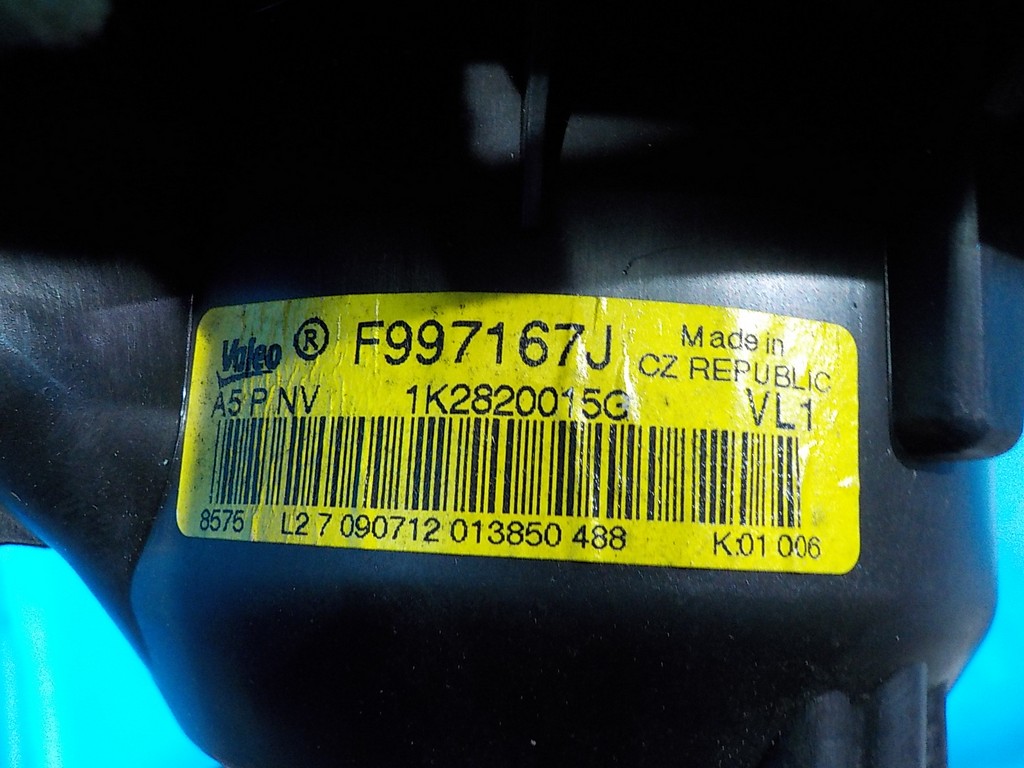 Valeo ® F997167J Made in
CZ REPUBLIC
A5 P NV 1K2820015G VL1
8575 L2 7 090712 013850 488 K:01 006